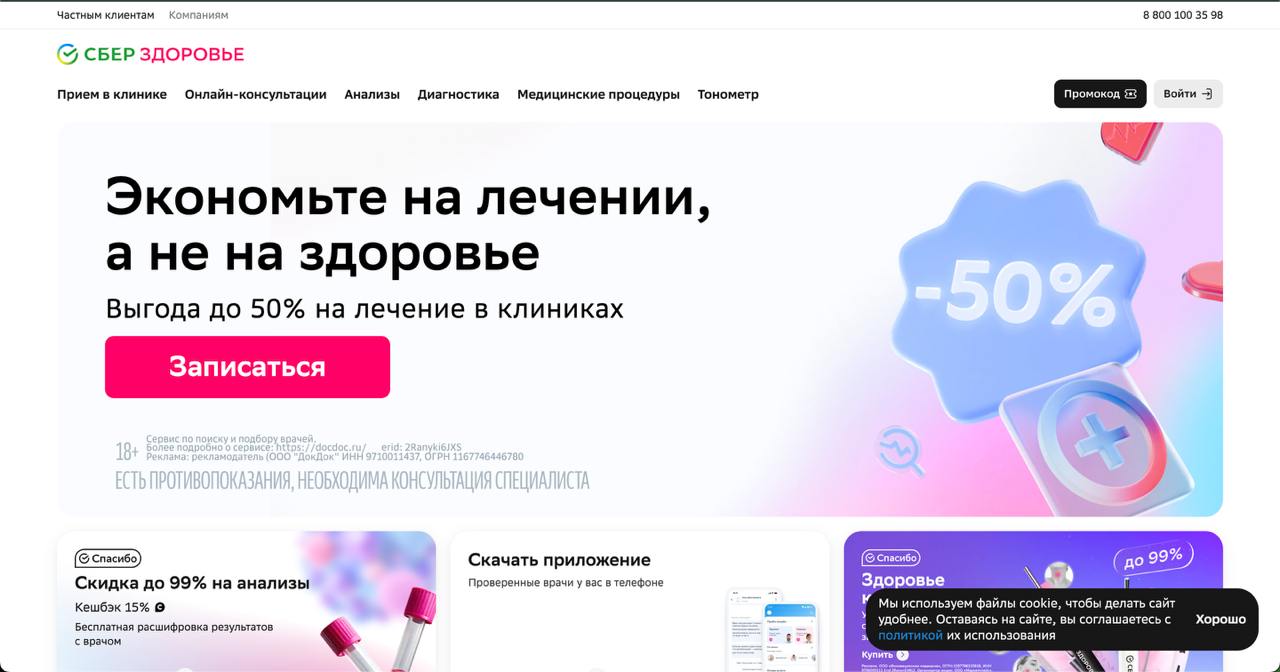 Частным клиентам Компаниям 8 800 100 35 98
СБЕР ЗДОРОВЬЕ
Прием в клинике Онлайн-консультации Анализы Диагностика Медицинские процедуры Тонометр Промокод Войти
Экономьте на лечении,
а не на здоровье
Выгода до 50% на лечение в клиниках
-50%
Записаться
18+
Сервис по поиску и подбору врачей.
Более подробно о сервисе: https://docdoc.ru/ erid: 2Ranyki6JXS
Реклама: рекламодатель (ООО "ДокДок" ИНН 9710011437, ОГРН 1167746446780
ЕСТЬ ПРОТИВОПОКАЗАНИЯ, НЕОБХОДИМА КОНСУЛЬТАЦИЯ СПЕЦИАЛИСТА
Спасибо
Скидка до 99% на анализы
Кешбэк 15%
Бесплатная расшифровка результатов
с врачом
Скачать приложение
Проверенные врачи у вас в телефоне
Спасибо
до 99%
Здоровье
Купить
Мы используем файлы cookie, чтобы делать сайт
удобнее. Оставаясь на сайте, вы соглашаетесь с
политикой их использования
Хорошо